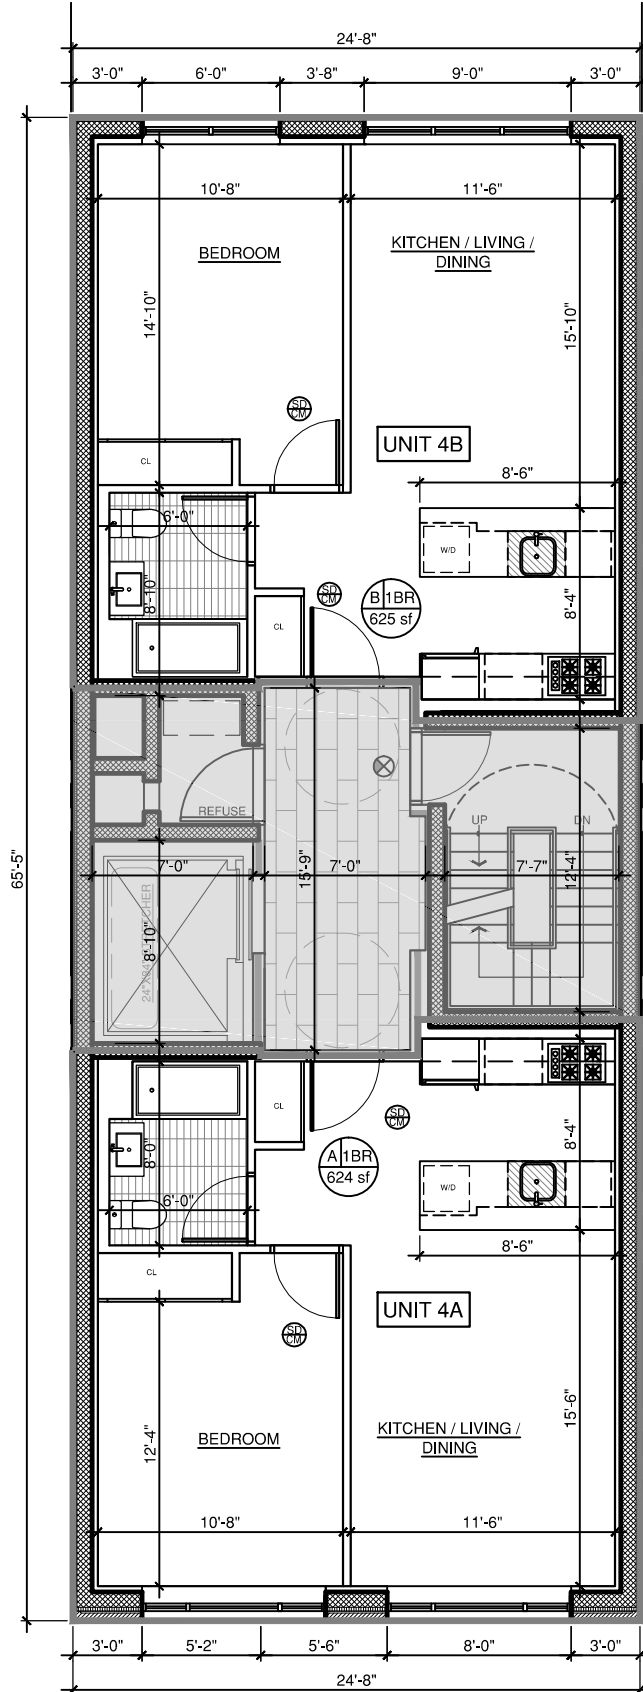 24'-8"
3'-0" 6'-0" 3'-8" 9'-0" 3'-0"
10'-8" 11'-6"
BEDROOM
KITCHEN / LIVING /
DINING
14'-10"
15'-10"
SD
CM
UNIT 4B
CL
8'-6"
6'-0"
W/D
8'-10"
SD
CM
B 1BR
625 sf
8'-4"
CL
REFUSE
UP DN
65'-5"
7'-0" 15'-9" 7'-0" 7'-7" 12'-4"
8'-10"
CL
SD
CM
8'-4"
8'-0"
A 1BR
624 sf
W/D
6'-0"
8'-6"
CL
UNIT 4A
SD
CM
12'-4"
15'-6"
BEDROOM
KITCHEN / LIVING /
DINING
10'-8" 11'-6"
3'-0" 5'-2" 5'-6" 8'-0" 3'-0"
24'-8"